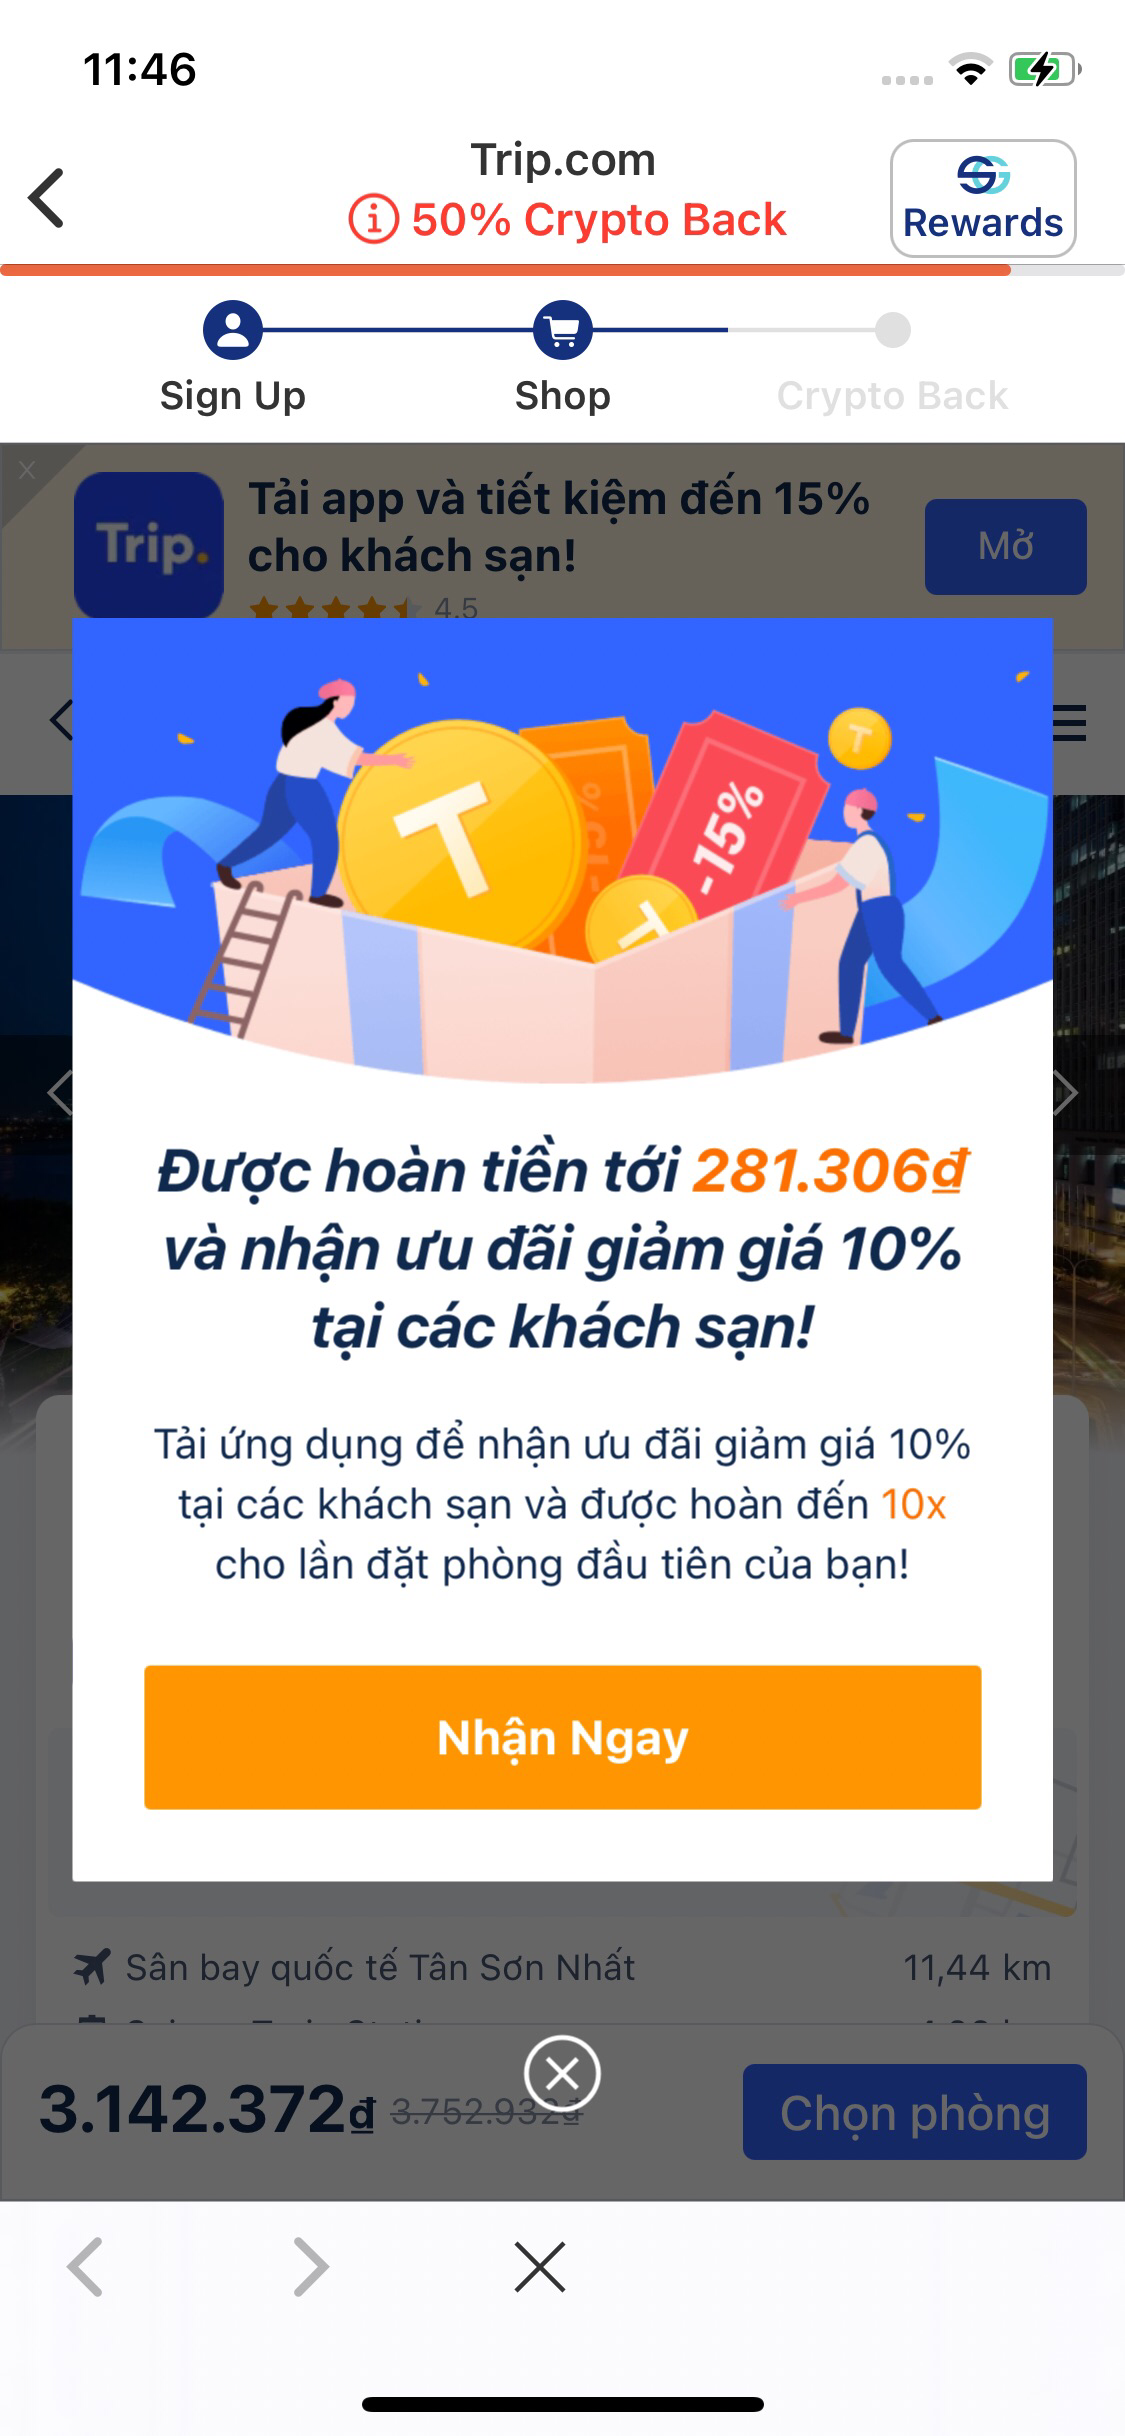 11:46
Trip.com
50% Crypto Back
Rewards
Sign Up
Shop
Crypto Back
X
Trip.
Tải app và tiết kiệm đến 15%
cho khách sạn!
4.5
Mở
T
-15%
-15%
T
T
Được hoàn tiền tới 281.306₫
và nhận ưu đãi giảm giá 10%
tại các khách sạn!
Tải ứng dụng để nhận ưu đãi giảm giá 10%
tại các khách sạn và được hoàn đến 10x
cho lần đặt phòng đầu tiên của bạn!
Nhận Ngay
Sân bay quốc tế Tân Sơn Nhất
11,44 km
3.142.372₫ 3.752.932₫
Chọn phòng